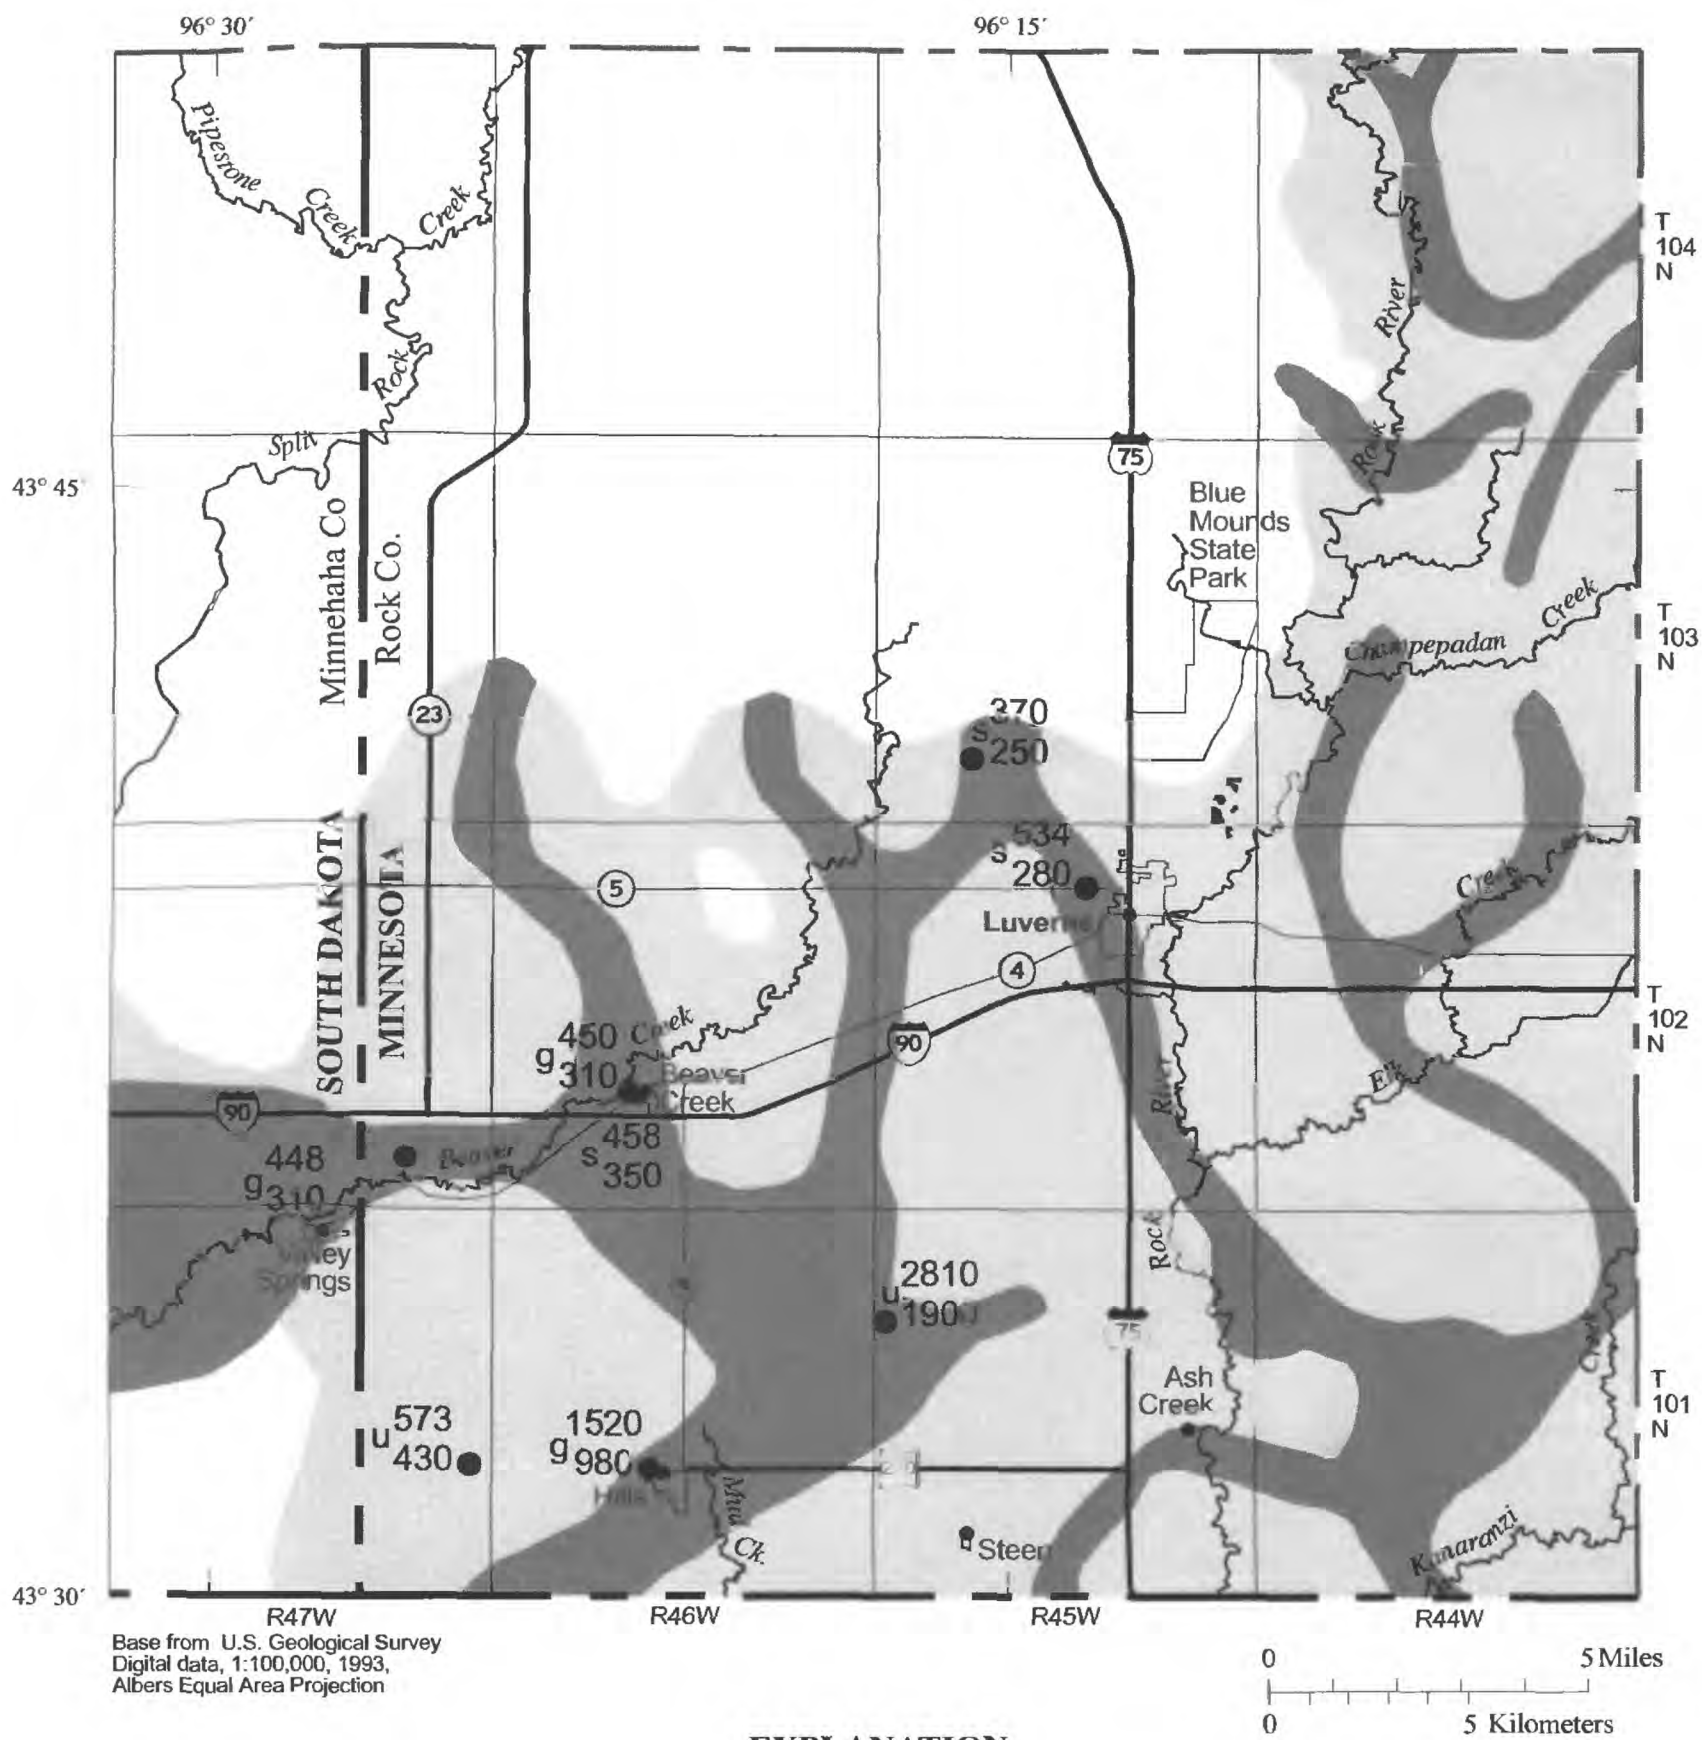 96° 30′
96° 15′
Pipestone
Creek
Creek
Rock
Split
T
104
N
River
Rock
75
43° 45′
Blue
Mounds
State
Park
Minnehaha Co
Rock Co.
Creek
Champepadan
T
103
N
23
370
s
250
534
s
280
SOUTH DAKOTA
MINNESOTA
5
Creek
Luverne
4
T
102
N
450
g
310
Creek
Beaver
Creek
90
90
River
Beaver
458
s
350
448
g
310
Springs
Rock
2810
u
1900
75
Creek
Ash
Creek
T
101
N
573
u
430
1520
g
980
Hills
Mud
Ck.
Steen
Kanaranzi
43° 30′
R47W
R46W
R45W
R44W
Base from U.S. Geological Survey
Digital data, 1:100,000, 1993,
Albers Equal Area Projection
0 5 Miles
0 5 Kilometers
EXPLANATION